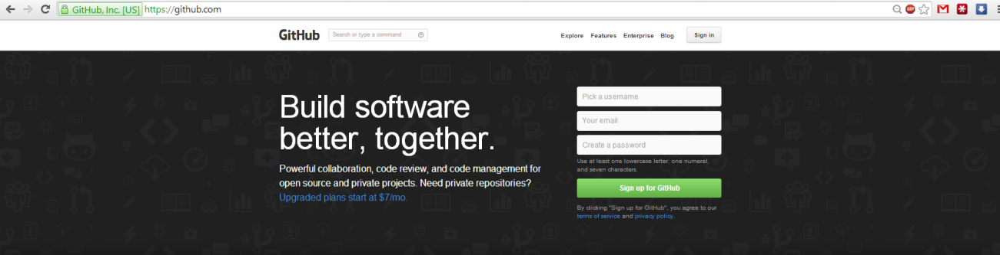 GitHub, Inc. [US] https://github.com
ABP
GitHub Search or type a command Explore Features Enterprise Blog Sign in
Build software
better, together.
Powerful collaboration, code review, and code management for
open source and private projects. Need private repositories?
Upgraded plans start at $7/mo.
Pick a username
Your email
Create a password
Use at least one lowercase letter, one numeral,
and seven characters.
Sign up for GitHub
By clicking "Sign up for GitHub", you agree to our
terms of service and privacy policy.